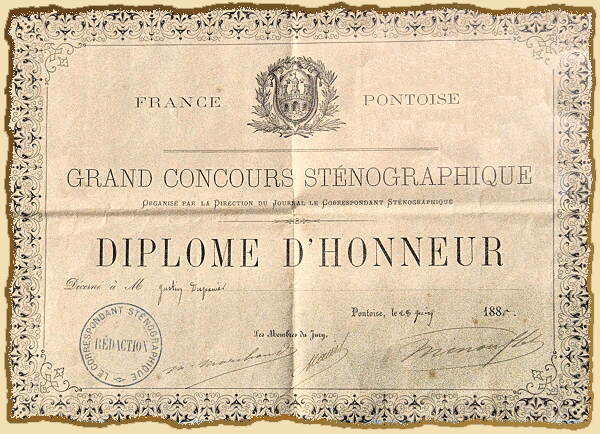 FRANCE PONTOISE
GRAND CONCOURS STÉNOGRAPHIQUE
ORGANISÉ PAR LA DIRECTION DU JOURNAL LE CORRESPONDANT STÉNOGRAPHIQUE
DIPLOME D'HONNEUR
Décerné à M
Pontoise, le 28 188
Les Membres du Jury,
LE CORRESPONDANT STÉNOGRAPHIQUE
RÉDACTION